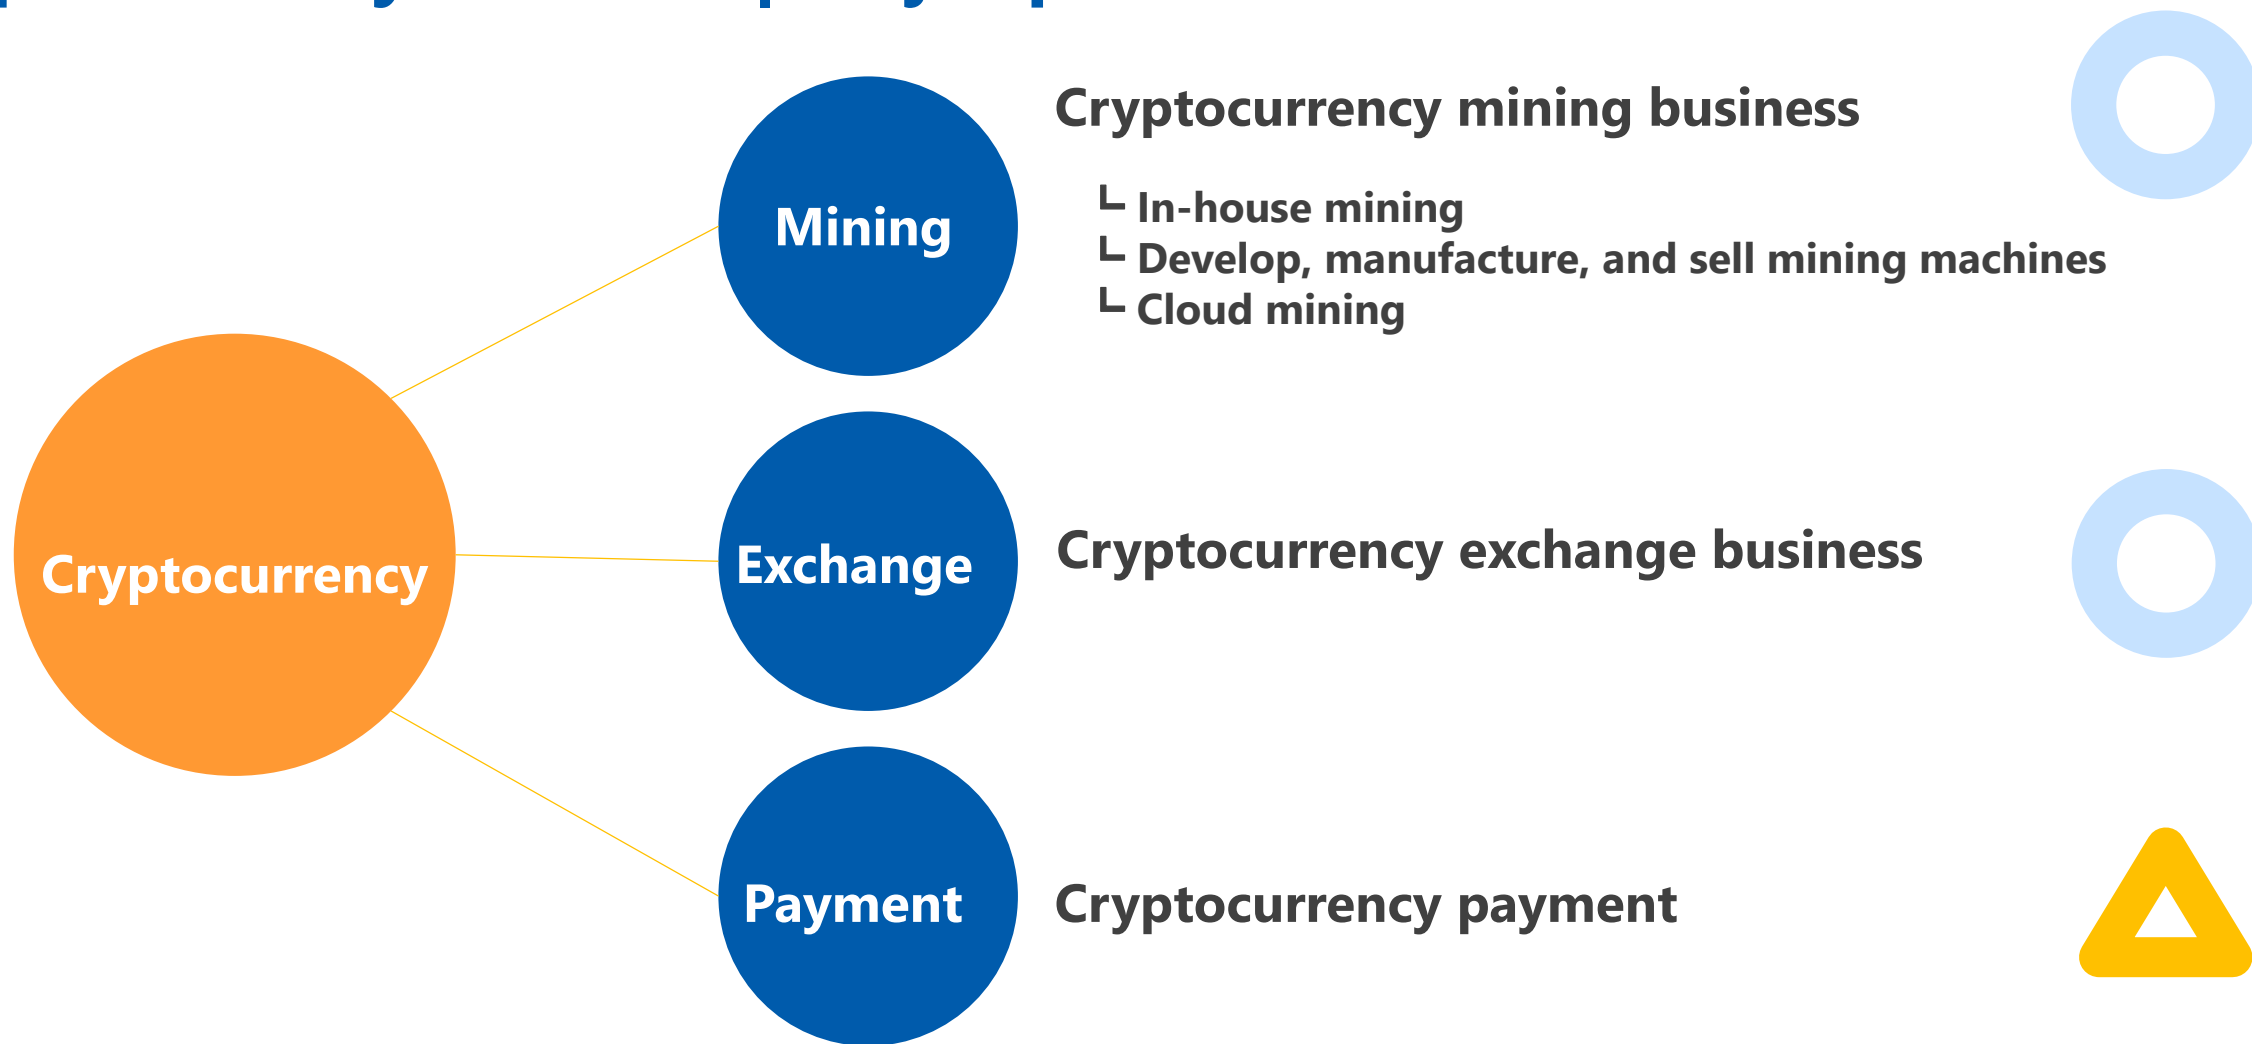 Cryptocurrency
Mining
Cryptocurrency mining business
┗ In-house mining
┗ Develop, manufacture, and sell mining machines
┗ Cloud mining
Exchange
Cryptocurrency exchange business
Payment
Cryptocurrency payment